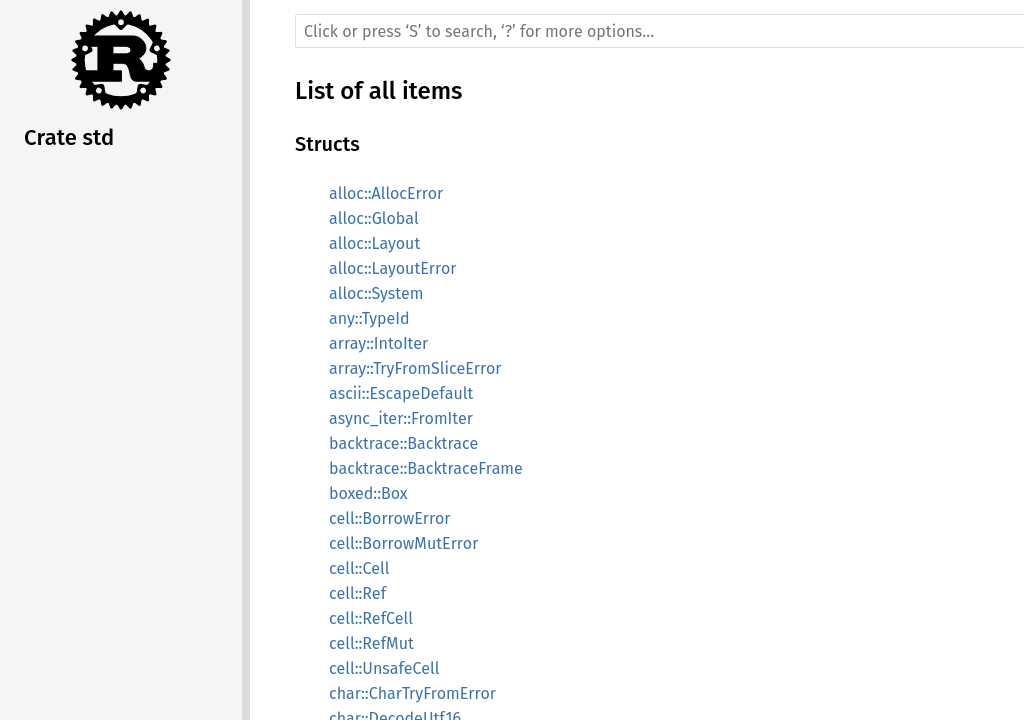 Crate std
Click or press ‘S’ to search, ‘?’ for more options…
List of all items
Structs
alloc::AllocError
alloc::Global
alloc::Layout
alloc::LayoutError
alloc::System
any::TypeId
array::IntoIter
array::TryFromSliceError
ascii::EscapeDefault
async_iter::FromIter
backtrace::Backtrace
backtrace::BacktraceFrame
boxed::Box
cell::BorrowError
cell::BorrowMutError
cell::Cell
cell::Ref
cell::RefCell
cell::RefMut
cell::UnsafeCell
char::CharTryFromError
char::DecodeUtf16